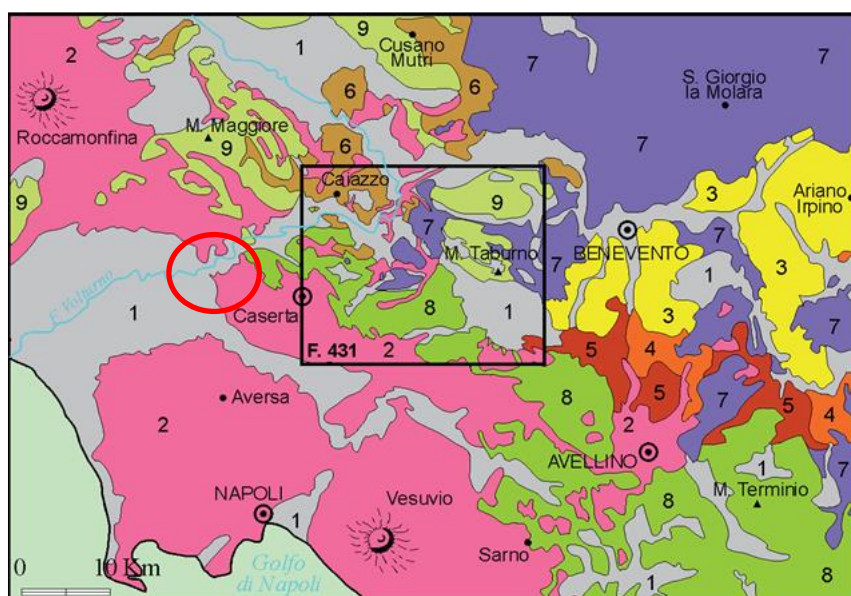 2
1
9
Cusano
Mutri
6
7
7
S. Giorgio
la Molara
7
Roccamonfina
M. Maggiore
9
6
6
Caiazzo
9
9
7
3
Ariano
Irpino
M. Taburno
7
BENEVENTO
7
3
1
F. Volturno
1
Caserta
8
1
3
7
F. 431
2
5
4
Aversa
2
8
5
7
5
4
2
AVELLINO
1
7
NAPOLI
1
Vesuvio
8
M. Terminio
0
10 Km
Golfo
di Napoli
Sarno
1
8